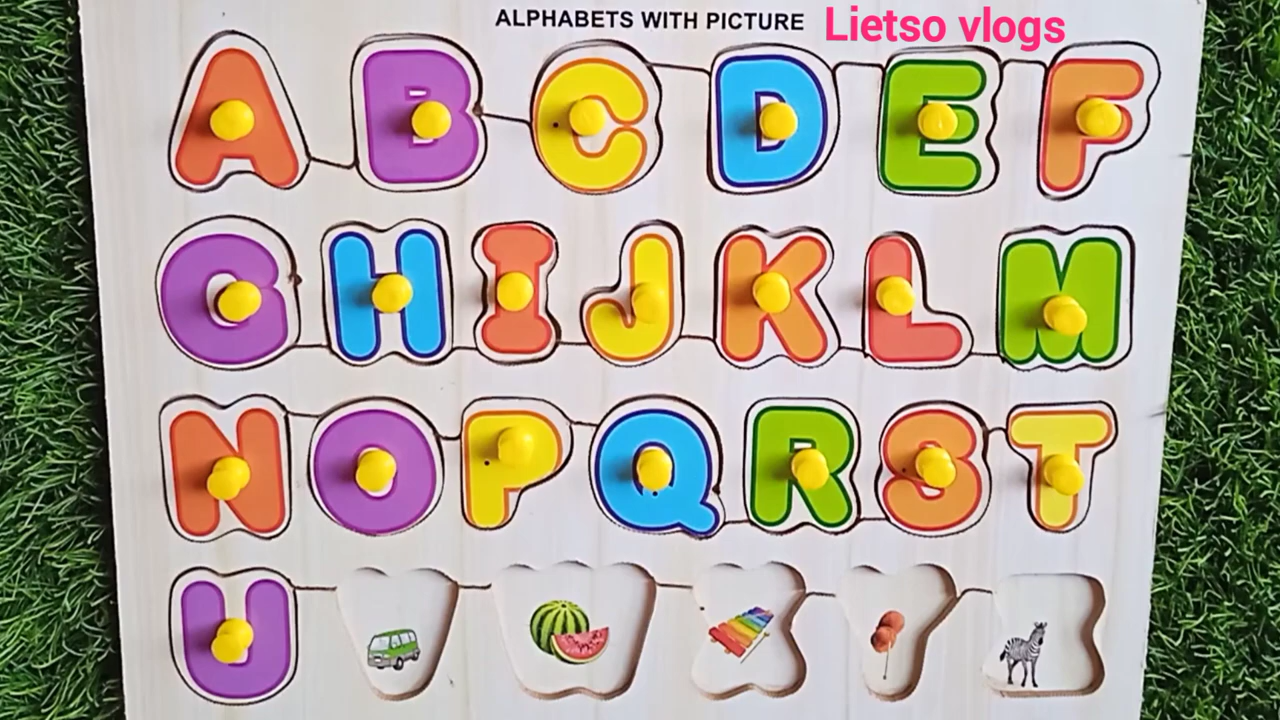 ALPHABETS WITH PICTURE Lietso vlogs
A B C D E F
G H I J K L M
N O P Q R S T
U